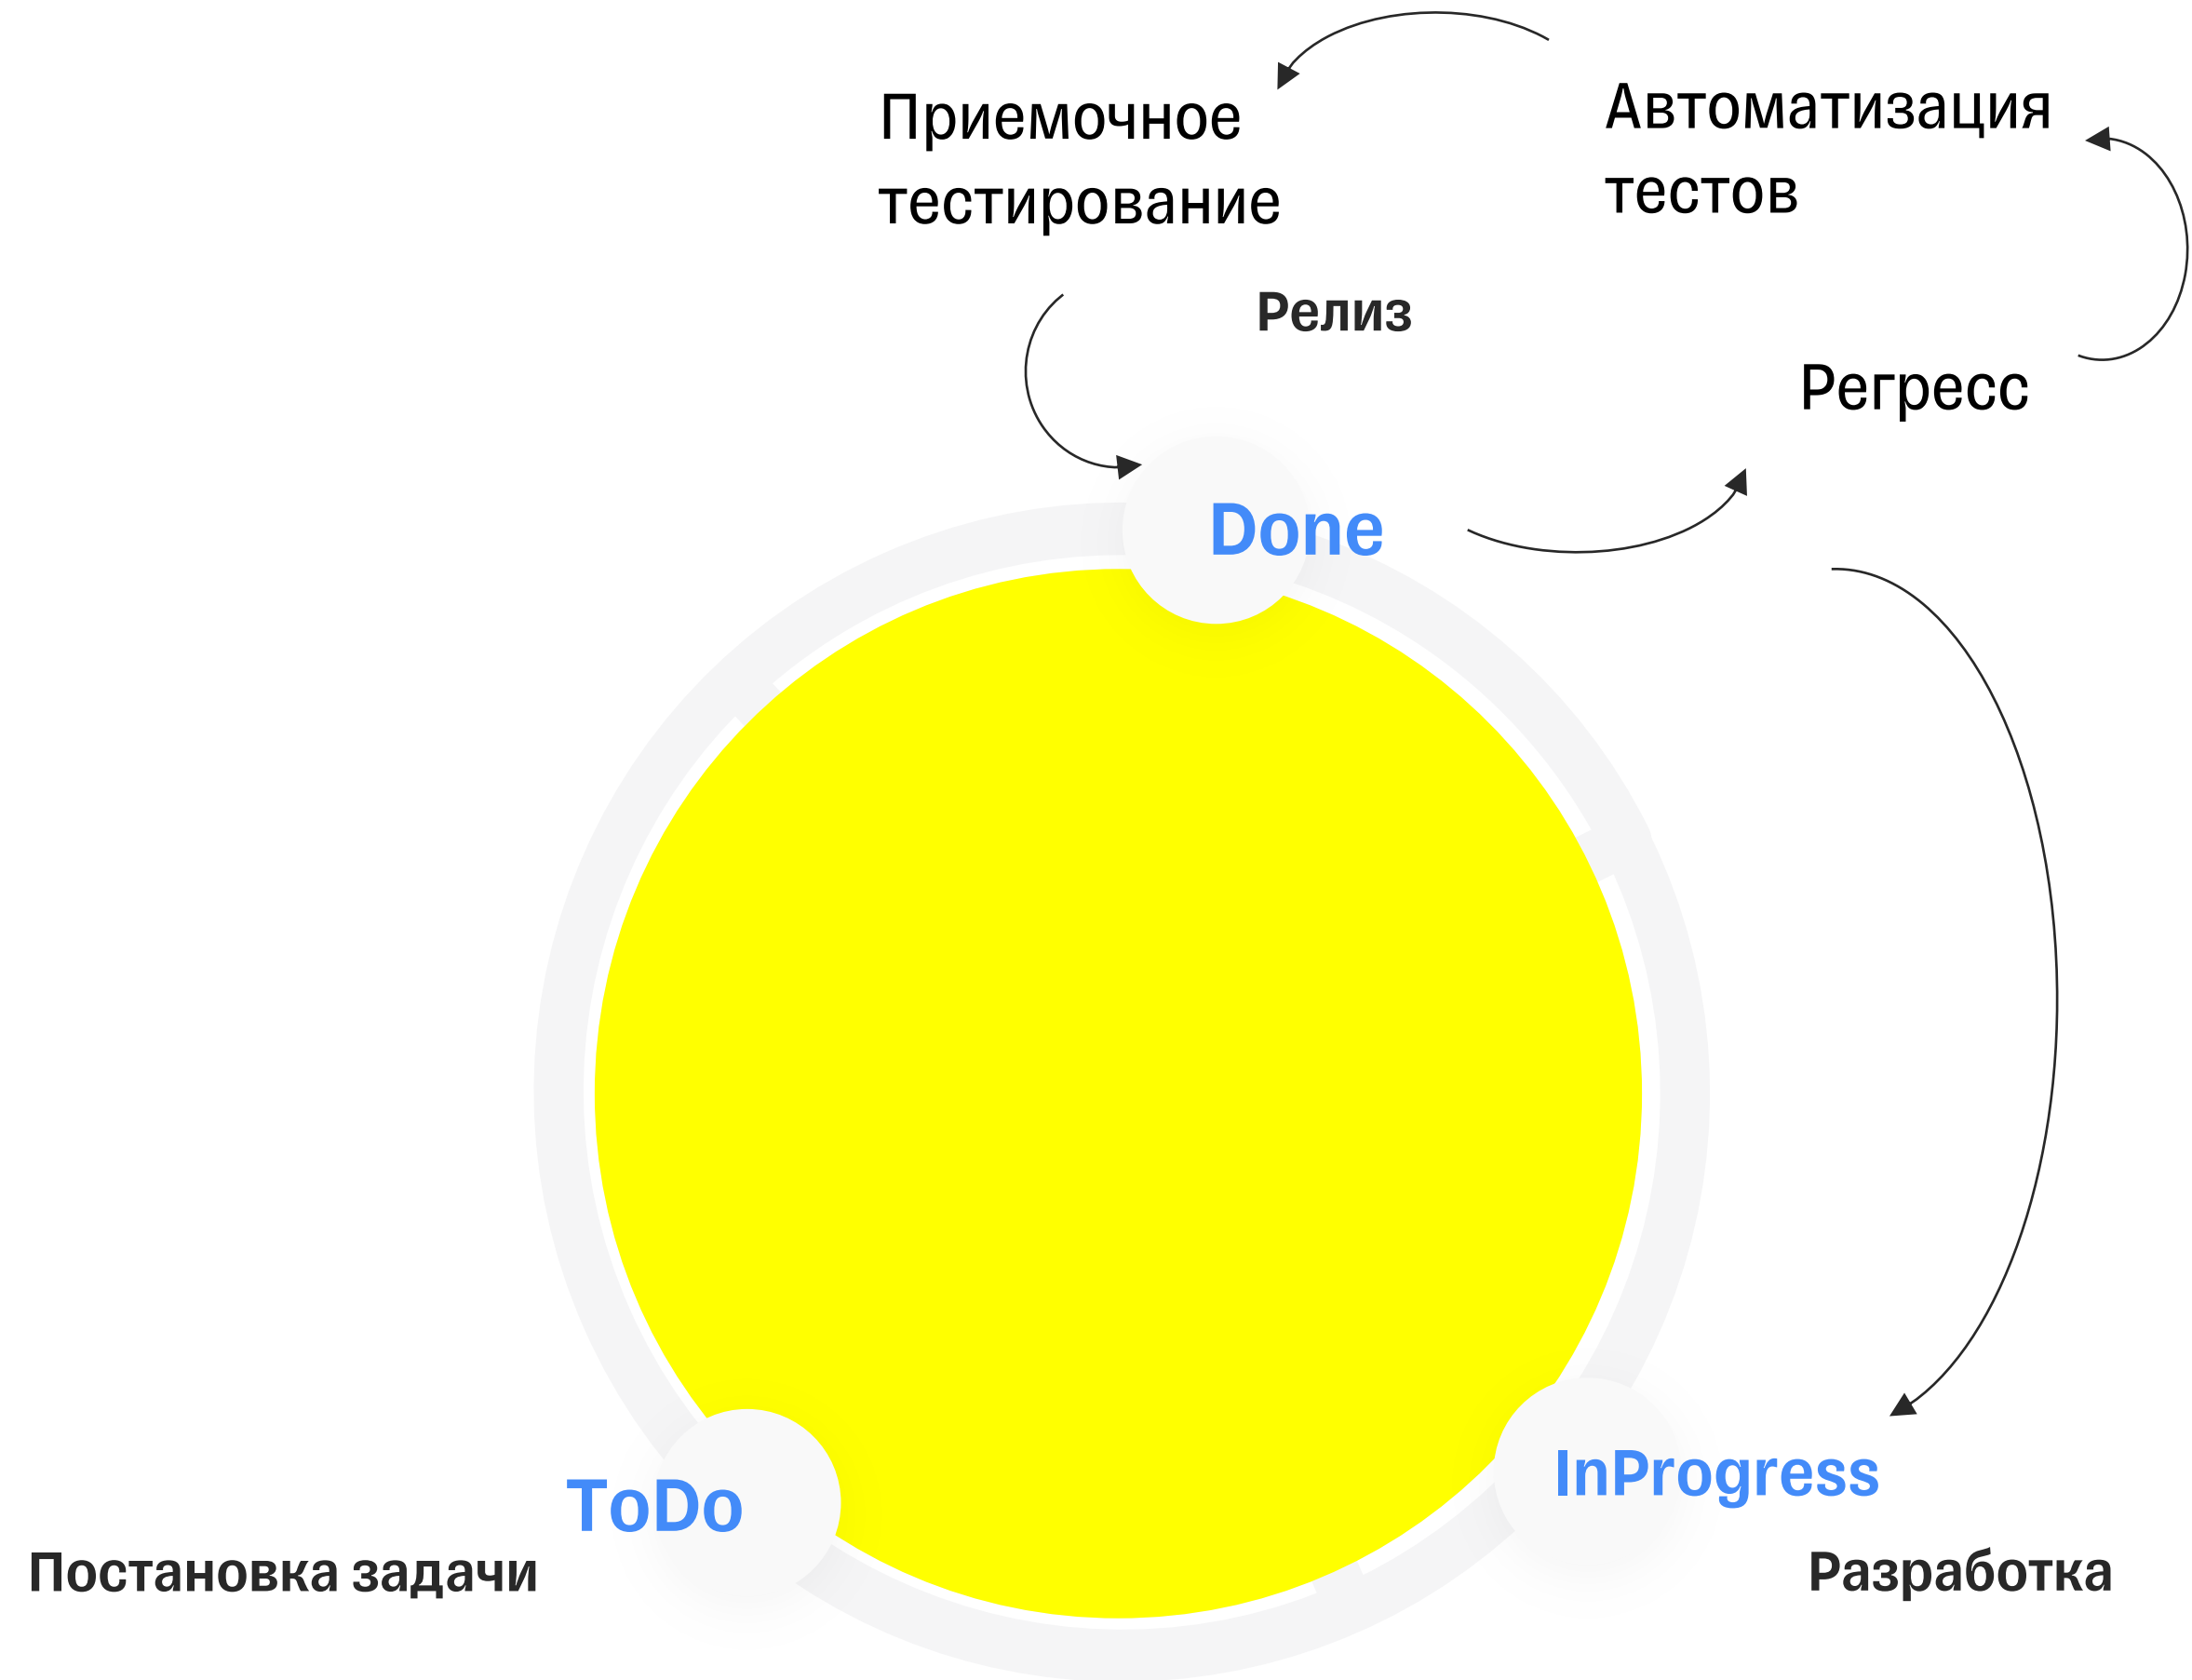 Приемочное
тестирование
Автоматизация
тестов
Релиз
Регресс
Done
ToDo
Постановка задачи
InProgress
Разработка